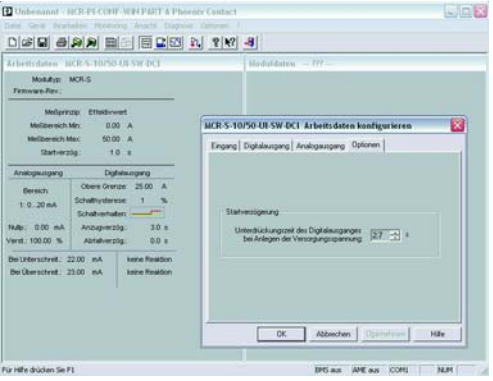 Unbenannt - MCR-PI-CONF-WIN PART A Phoenix Contact
Datei Gerät Bearbeiten Monitoring Ansicht Diagnose Optionen ?
Arbeitsdaten - MCR-S-10/50-UI-SW-DCI
Moduldaten - ???
Modultyp: MCR-S
Firmware-Rev.:
Meßprinzip: Effektivwert
Meßbereich Min: 0.00 A
Meßbereich Max: 50.00 A
Startverzög.: 1.0 s
Analogausgang
Digitalausgang
Bereich:
1: 0...20 mA
Nullp.: 0.00 mA
Verst.: 100.00 %
Obere Grenze: 25.00 A
Schalthysterese: 1 %
Schaltverhalten:
Anzugverzög.: 3.0 s
Abfallverzög.: 0.0 s
Bei Unterschreit.: 22.00 mA keine Reaktion
Bei Überschreit.: 23.00 mA keine Reaktion
MCR-S-10/50-UI-SW-DCI Arbeitsdaten konfigurieren
Eingang Digitalausgang Analogausgang Optionen
Startverzögerung
Unterdrückungszeit des Digitalausganges
bei Anlegen der Versorgungsspannung: 2.7 s
OK Abbrechen Übernehmen Hilfe
Für Hilfe drücken Sie F1
BMS aus AME aus COM1 NUM